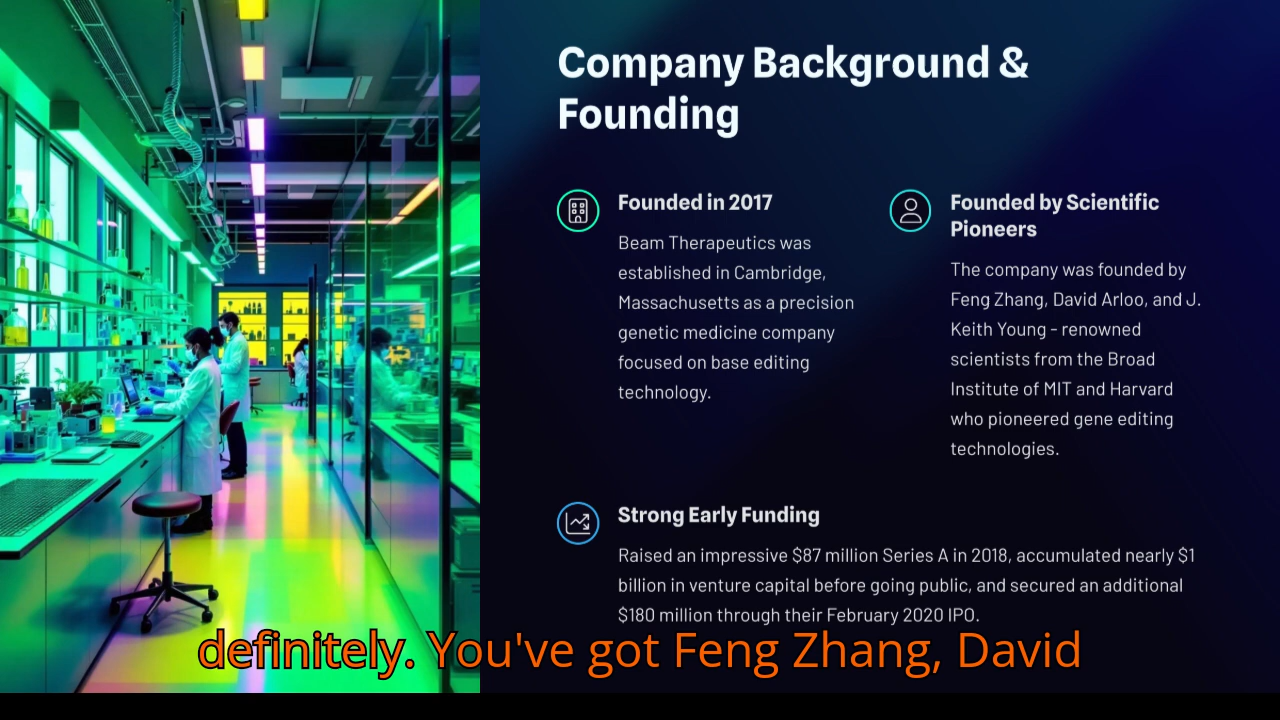 Company Background &
Founding
Founded in 2017
Beam Therapeutics was
established in Cambridge,
Massachusetts as a precision
genetic medicine company
focused on base editing
technology.
Founded by Scientific
Pioneers
The company was founded by
Feng Zhang, David Arloo, and J.
Keith Young - renowned
scientists from the Broad
Institute of MIT and Harvard
who pioneered gene editing
technologies.
Strong Early Funding
Raised an impressive $87 million Series A in 2018, accumulated nearly $1
billion in venture capital before going public, and secured an additional
$180 million through their February 2020 IPO.
definitely. You've got Feng Zhang, David